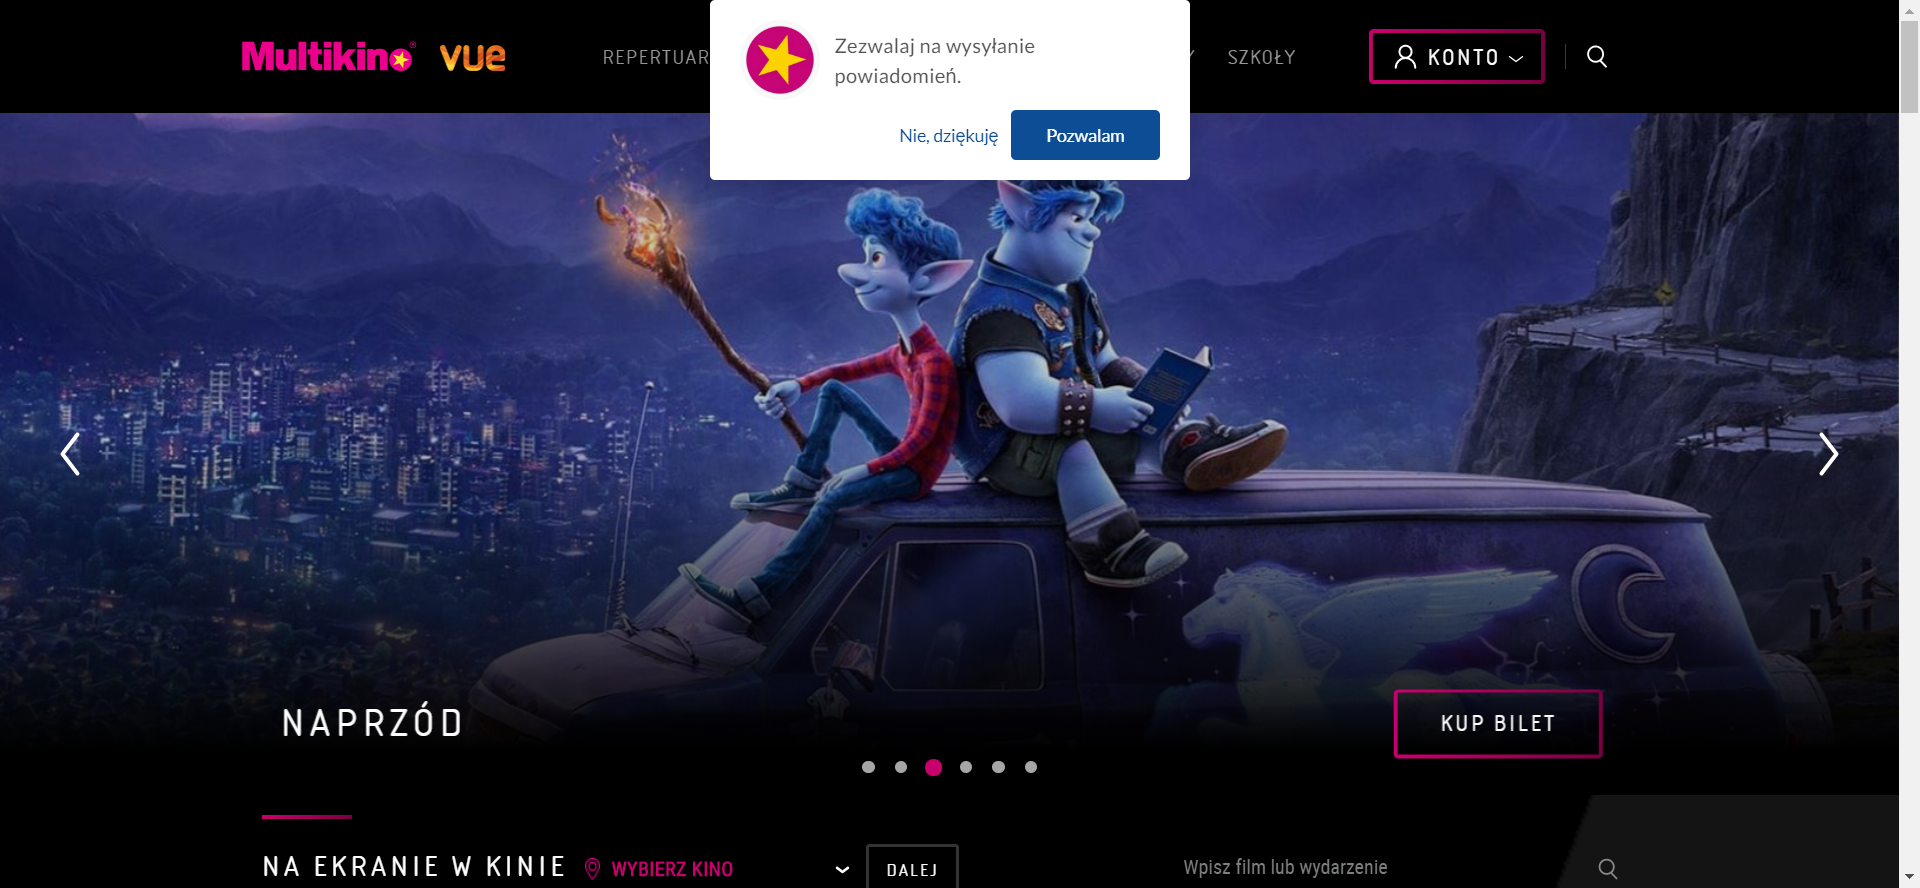 Multikino® vue
REPERTUAR
SZKOŁY
KONTO
Zezwalaj na wysyłanie
powiadomień.
Nie, dziękuję
Pozwalam
NAPRZÓD
KUP BILET
NA EKRANIE W KINIE
WYBIERZ KINO
DALEJ
Wpisz film lub wydarzenie